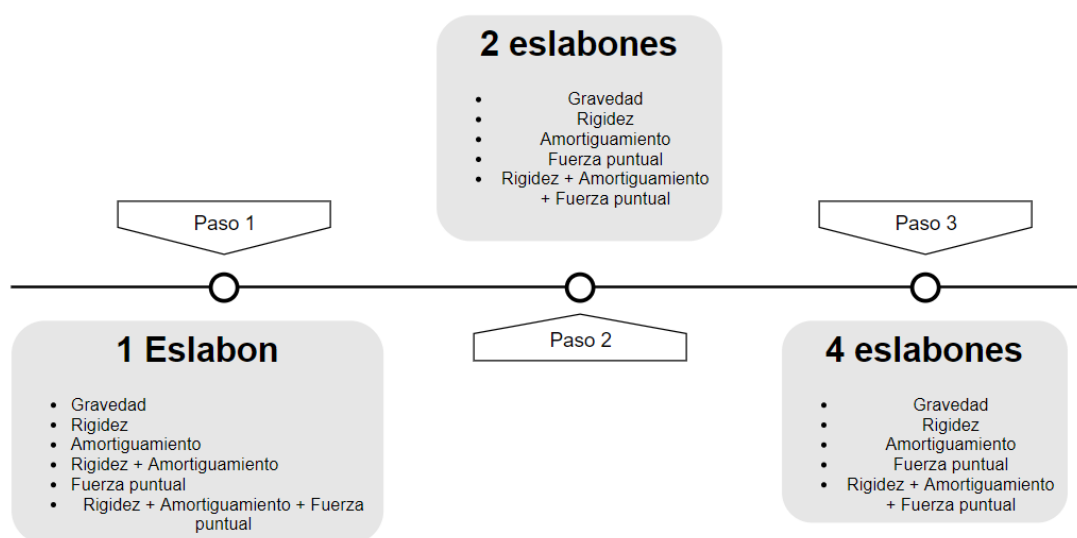 Paso 1
1 Eslabon
• Gravedad
• Rigidez
• Amortiguamiento
• Rigidez + Amortiguamiento
• Fuerza puntual
• Rigidez + Amortiguamiento + Fuerza
puntual
2 eslabones
• Gravedad
• Rigidez
• Amortiguamiento
• Fuerza puntual
• Rigidez + Amortiguamiento
+ Fuerza puntual
Paso 2
Paso 3
4 eslabones
• Gravedad
• Rigidez
• Amortiguamiento
• Fuerza puntual
• Rigidez + Amortiguamiento
+ Fuerza puntual